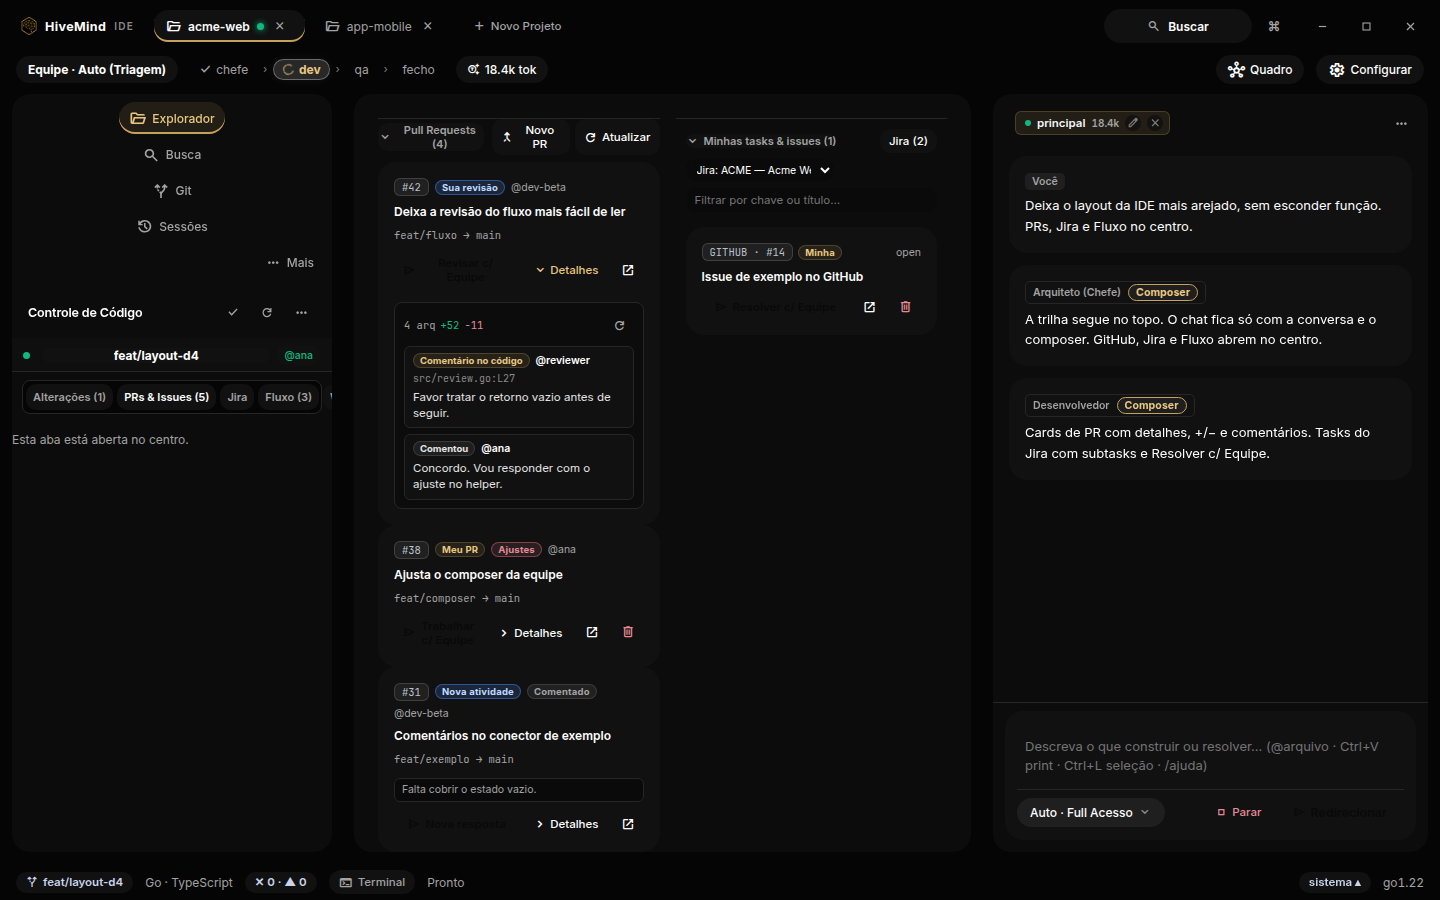 HiveMind IDE
acme-web
app-mobile
+ Novo Projeto
Buscar
Equipe · Auto (Triagem)
chefe
dev
qa
fecho
18.4k tok
Quadro
Configurar
Explorador
Busca
Git
Sessões
Mais
Controle de Código
feat/layout-d4
@ana
Alterações (1)
PRs & Issues (5)
Jira
Fluxo (3)
Esta aba está aberta no centro.
Pull Requests
(4)
Novo
PR
Atualizar
#42
Sua revisão
@dev-beta
Deixa a revisão do fluxo mais fácil de ler
feat/fluxo → main
Revisar c/
Equipe
Detalhes
4 arq +52 -11
Comentário no código
@reviewer
src/review.go:L27
Favor tratar o retorno vazio antes de
seguir.
Comentou
@ana
Concordo. Vou responder com o
ajuste no helper.
#38
Meu PR
Ajustes
@ana
Ajusta o composer da equipe
feat/composer → main
Trabalhar
c/ Equipe
Detalhes
#31
Nova atividade
Comentado
@dev-beta
Comentários no conector de exemplo
feat/exemplo → main
Falta cobrir o estado vazio.
Nova resposta
Detalhes
Minhas tasks & issues (1)
Jira (2)
Jira: ACME — Acme We
Filtrar por chave ou título...
GITHUB · #14
Minha
open
Issue de exemplo no GitHub
Resolver c/ Equipe
principal 18.4k
Você
Deixa o layout da IDE mais arejado, sem esconder função.
PRs, Jira e Fluxo no centro.
Arquiteto (Chefe)
Composer
A trilha segue no topo. O chat fica só com a conversa e o
composer. GitHub, Jira e Fluxo abrem no centro.
Desenvolvedor
Composer
Cards de PR com detalhes, +/− e comentários. Tasks do
Jira com subtasks e Resolver c/ Equipe.
Descreva o que construir ou resolver... (@arquivo · Ctrl+V
print · Ctrl+L seleção · /ajuda)
Auto · Full Acesso
Parar
Redirecionar
feat/layout-d4
Go · TypeScript
✕ 0 · ▲ 0
Terminal
Pronto
sistema ▴
go1.22